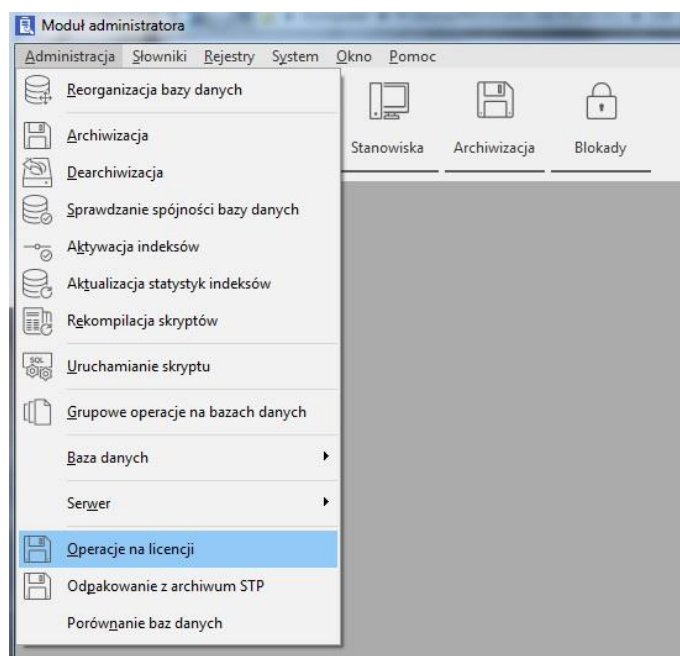 Moduł administratora
Administracja Słowniki Rejestry System Okno Pomoc
Reorganizacja bazy danych
Archiwizacja
Dearchiwizacja
Sprawdzanie spójności bazy danych
Aktywacja indeksów
Aktualizacja statystyk indeksów
Rekompilacja skryptów
SQL Uruchamianie skryptu
Grupowe operacje na bazach danych
Baza danych
Serwer
Operacje na licencji
Odpakowanie z archiwum STP
Porównanie baz danych
Stanowiska Archiwizacja Blokady